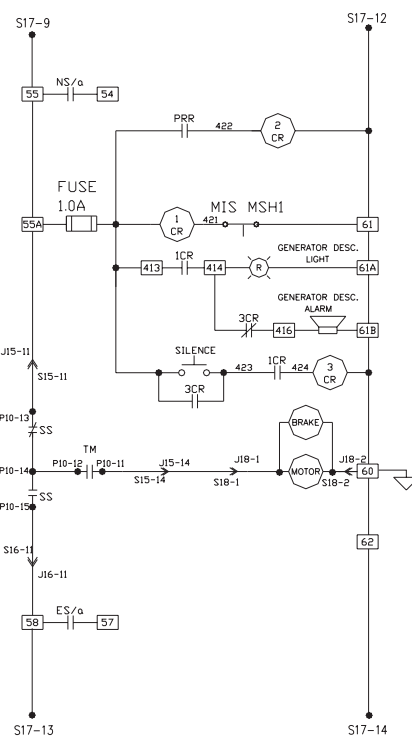 S17-9
S17-12
NS/a
55
54
PRR
422
2
CR
FUSE
1.0A
55A
1
CR
421
MIS MSH1
61
GENERATOR DESC.
LIGHT
413
1CR
414
R
61A
GENERATOR DESC.
ALARM
3CR
416
61B
J15-11
S15-11
SILENCE
423
1CR
424
3
CR
3CR
P10-13
SS
BRAKE
TM
P10-14
P10-12
P10-11
J15-14
J18-1
MOTOR
J18-2
60
S15-14
S18-1
S18-2
SS
P10-15
62
S16-11
J16-11
ES/a
58
57
S17-13
S17-14